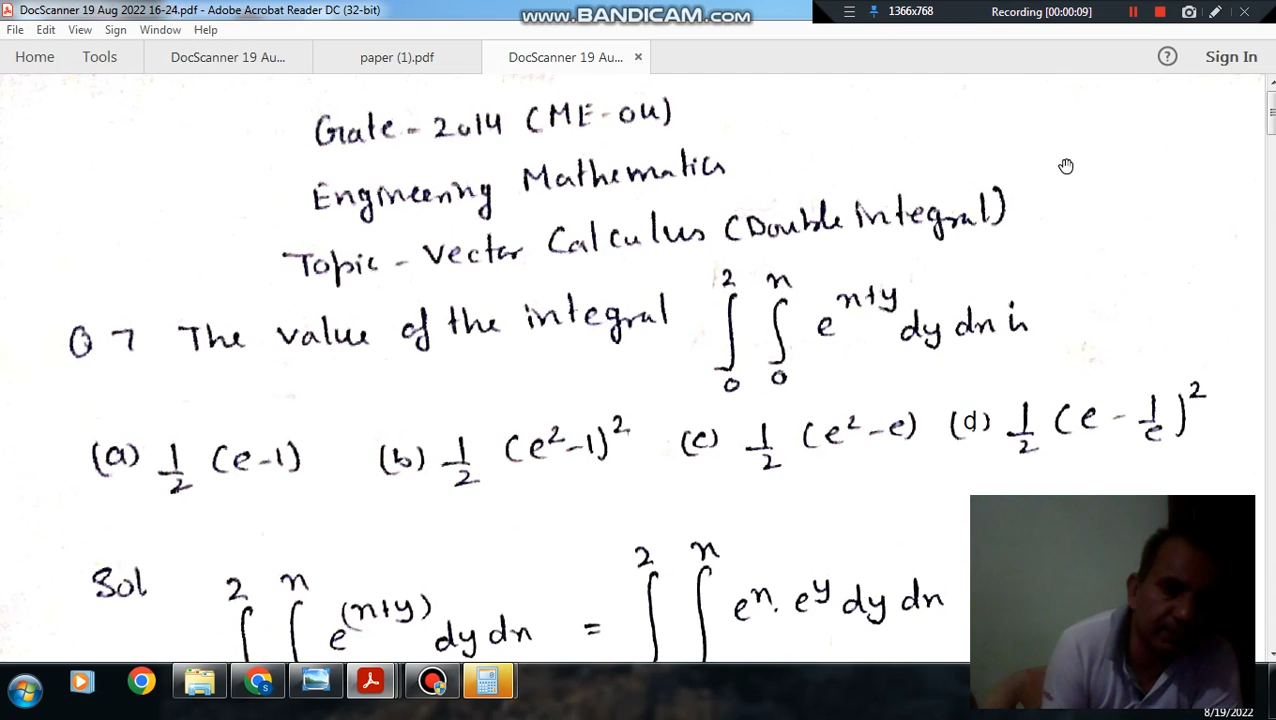 DocScanner 19 Aug 2022 16-24.pdf - Adobe Acrobat Reader DC (32-bit)
www.BANDICAM.com
1366x768
Recording [00:00:09]
File Edit View Sign Window Help
Home Tools DocScanner 19 Au... paper (1).pdf DocScanner 19 Au... × ? Sign In
Gate - 2014 (ME-04)
Engineering Mathematics
Topic - Vector Calculus (Double integral)
Q 7 The value of the integral ∫₀² ∫₀ˣ e^(x+y) dy dx is
(a) 1/2 (e-1) (b) 1/2 (e²-1)² (c) 1/2 (e²-e) (d) 1/2 (e - 1/e)²
Sol ∫² ∫ˣ e^(x+y) dy dx = ∫² ∫ˣ eˣ. eʸ dy dx
8/19/2022